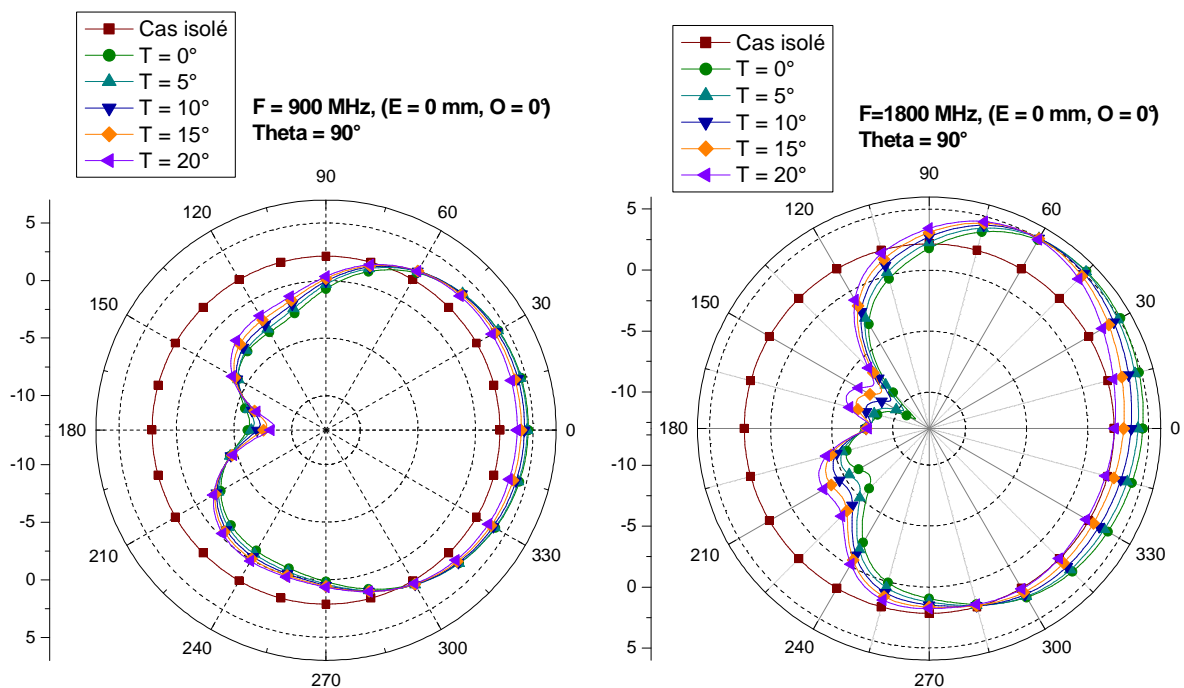 Cas isolé
T = 0°
T = 5°
T = 10°
T = 15°
T = 20°
F = 900 MHz, (E = 0 mm, O = 0°)
Theta = 90°
90
120
60
150
30
180
0
210
330
240
300
270
5
0
-5
-10
-10
-5
0
5
Cas isolé
T = 0°
T = 5°
T = 10°
T = 15°
T = 20°
F=1800 MHz, (E = 0 mm, O = 0°)
Theta = 90°
90
120
60
150
30
180
0
210
330
240
300
270
5
0
-5
-10
-10
-5
0
5